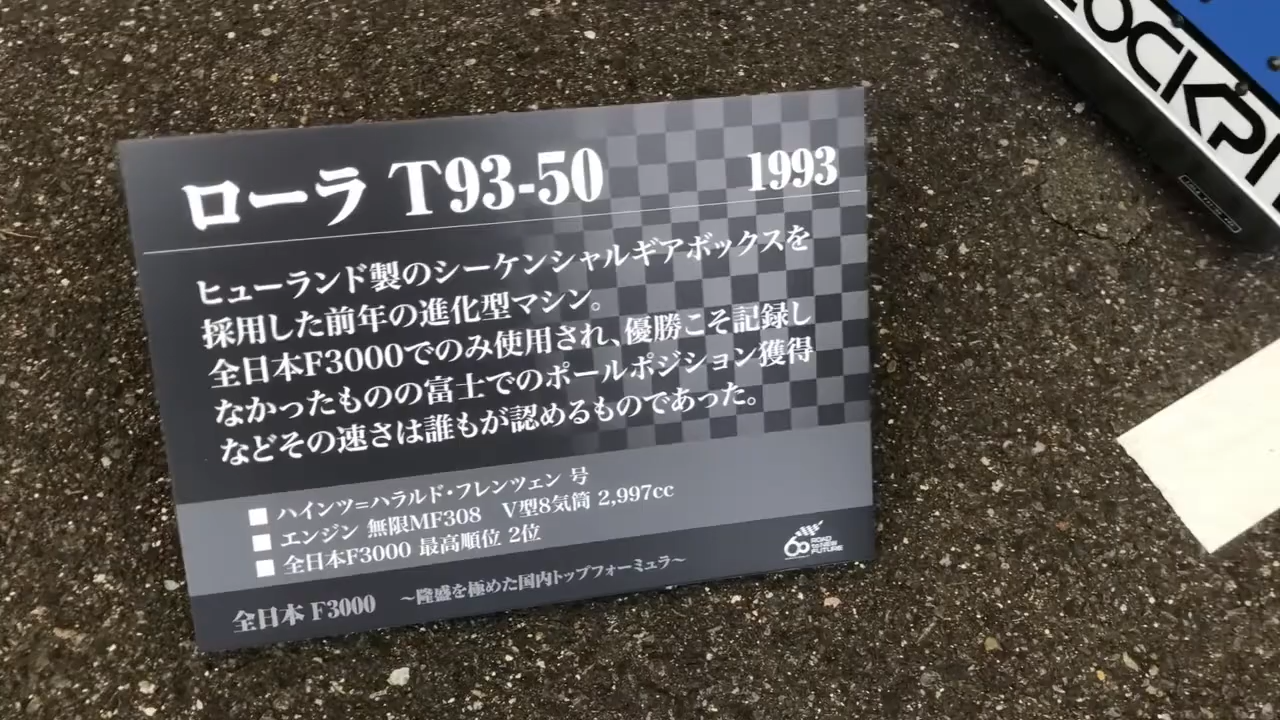 ローラ T93-50 1993
ヒューランド製のシーケンシャルギアボックスを
採用した前年の進化型マシン。
全日本F3000でのみ使用され、優勝こそ記録し
なかったものの富士でのポールポジション獲得
などその速さは誰もが認めるものであった。
■ ハインツ=ハラルド・フレンツェン 号
■ エンジン 無限MF308 V型8気筒 2,997cc
■ 全日本F3000 最高順位 2位
全日本 F3000 ～隆盛を極めた国内トップフォーミュラ～
60 ROAD
to NEW
FUTURE
OCKPI